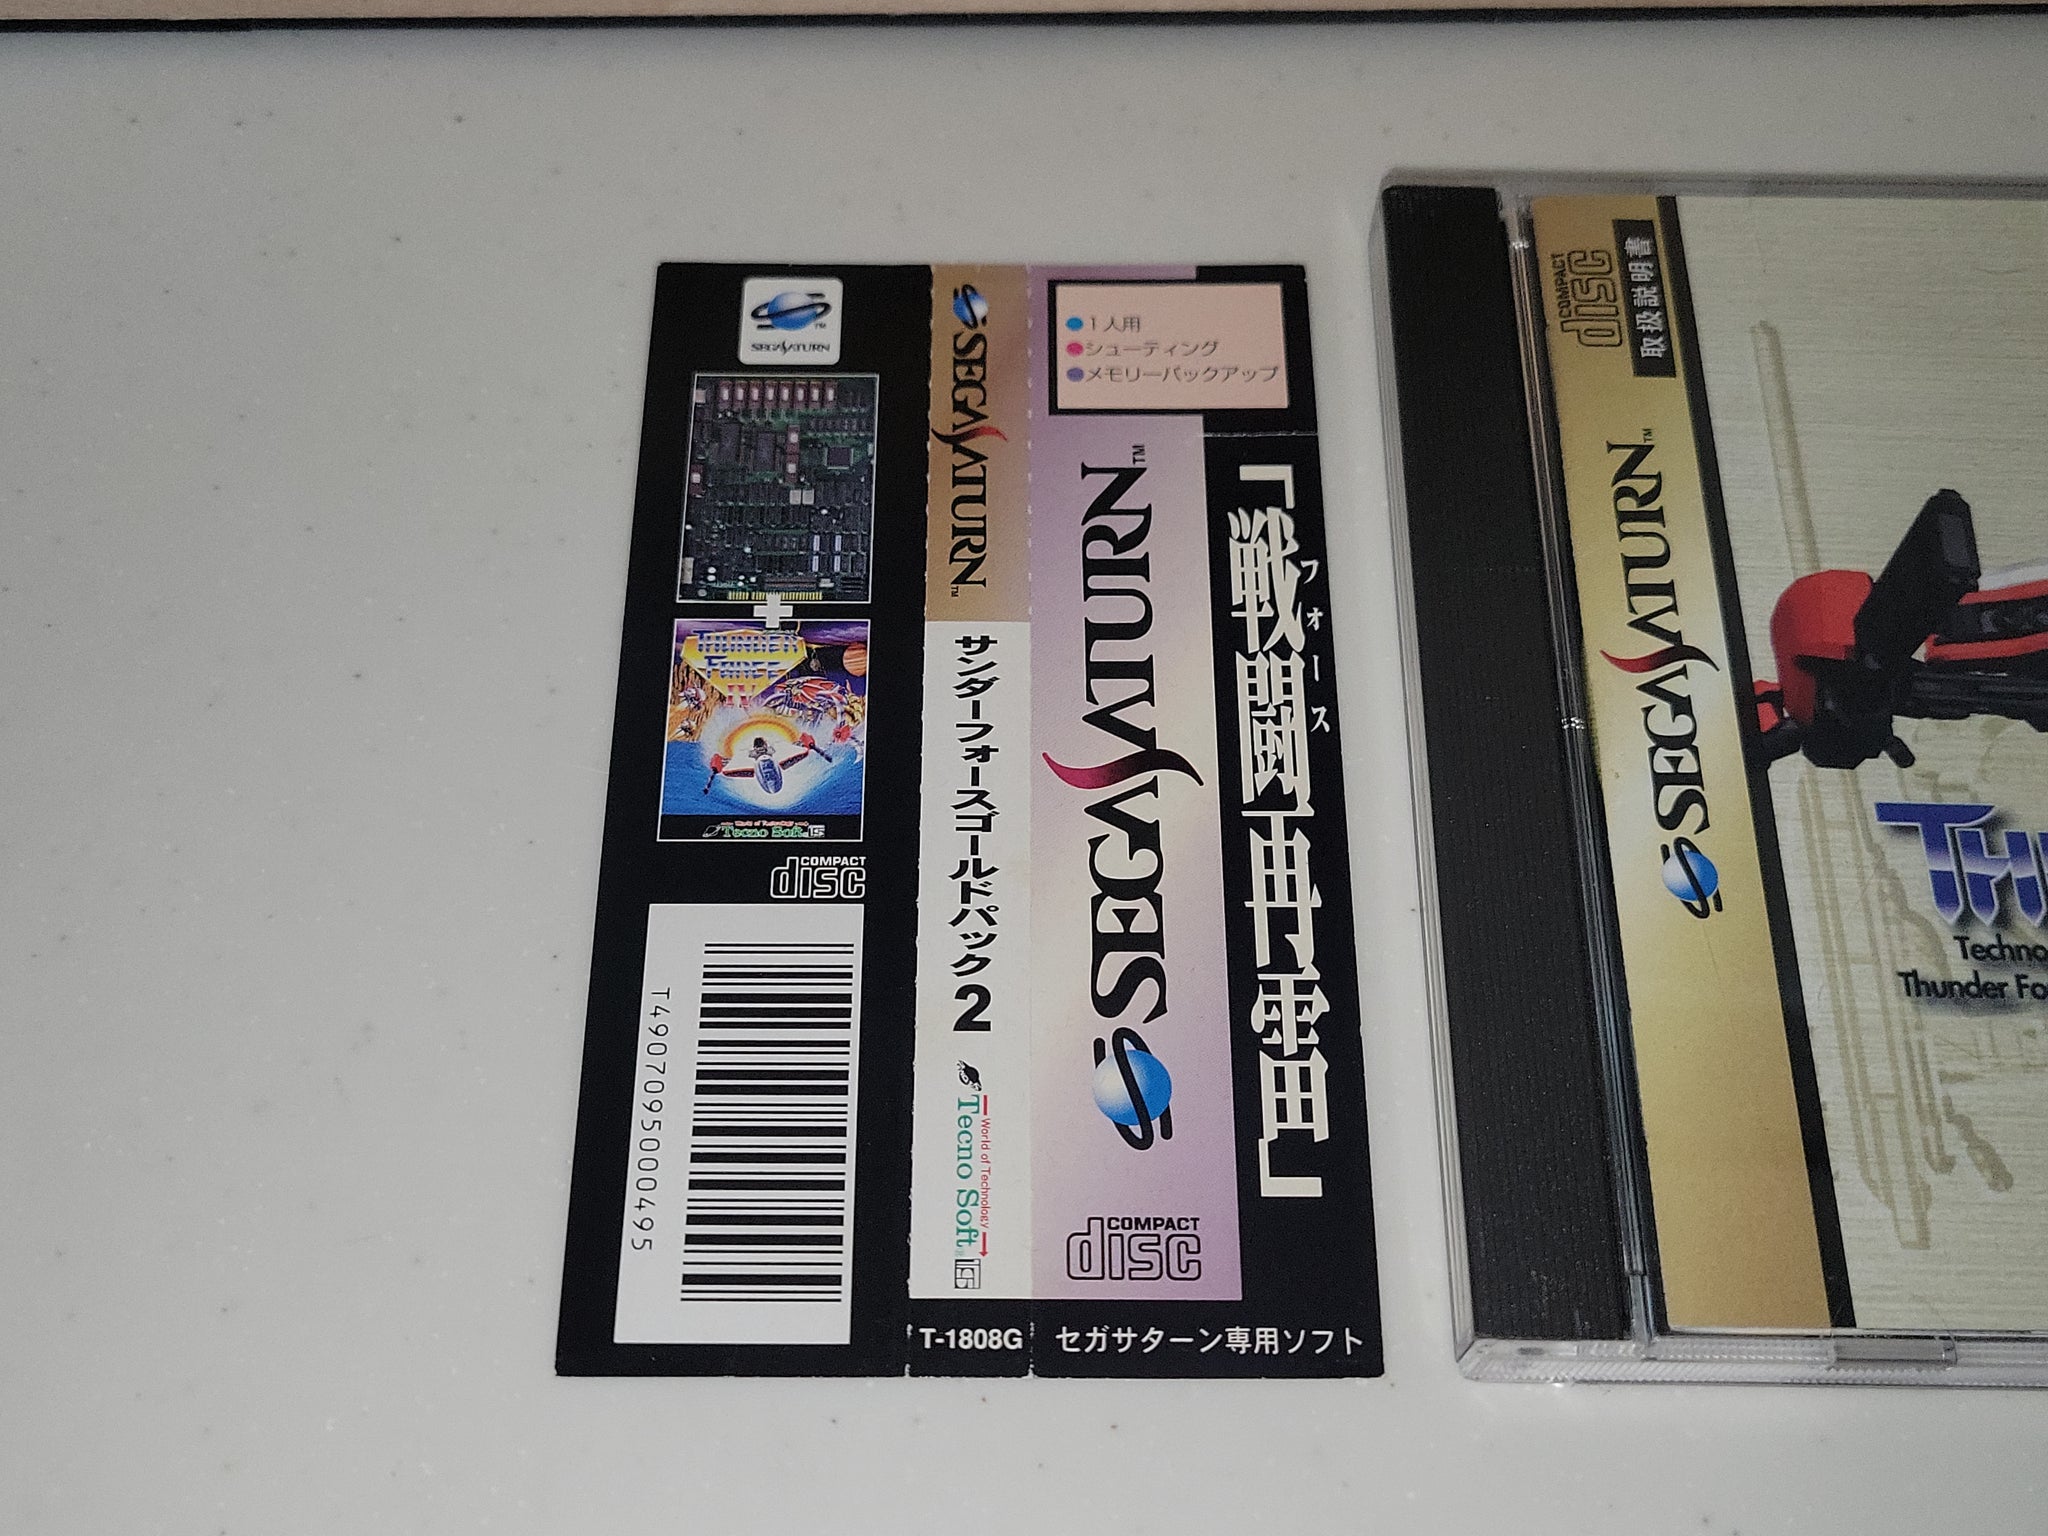 SEGA SATURN
THUNDER
FORCE
IV
World of Technology
Tecno Soft
COMPACT
disc
T4907095000495
SEGA SATURN™
サンダーフォースゴールドパック2
World of Technology
Tecno Soft
T-1808G
●1人用
●シューティング
●メモリーバックアップ
SEGA SATURN™
COMPACT
disc
「戦闘再雷」
フォース
セガサターン専用ソフト
COMPACT
disc
取扱説明書
SEGA SATURN™
Techno
Thunder Fo